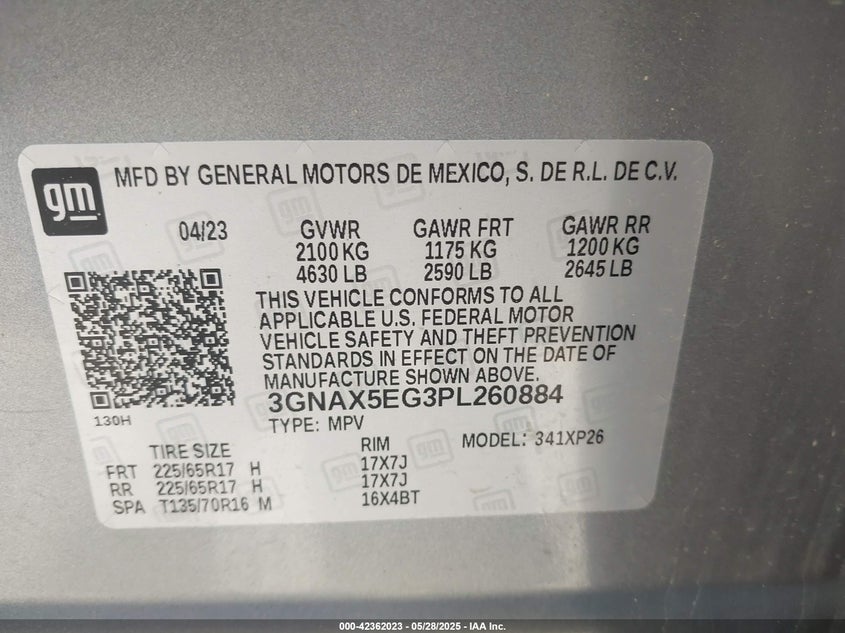 gm
MFD BY GENERAL MOTORS DE MEXICO, S. DE R.L. DE C.V.
04/23 GVWR GAWR FRT GAWR RR
2100 KG 1175 KG 1200 KG
4630 LB 2590 LB 2645 LB
THIS VEHICLE CONFORMS TO ALL
APPLICABLE U.S. FEDERAL MOTOR
VEHICLE SAFETY AND THEFT PREVENTION
STANDARDS IN EFFECT ON THE DATE OF
MANUFACTURE SHOWN ABOVE.
3GNAX5EG3PL260884
130H
TYPE: MPV
MODEL: 341XP26
TIRE SIZE RIM
FRT 225/65R17 H 17X7J
RR 225/65R17 H 17X7J
SPA T135/70R16 M 16X4BT
000-42362023 – 05/28/2025 – IAA Inc.